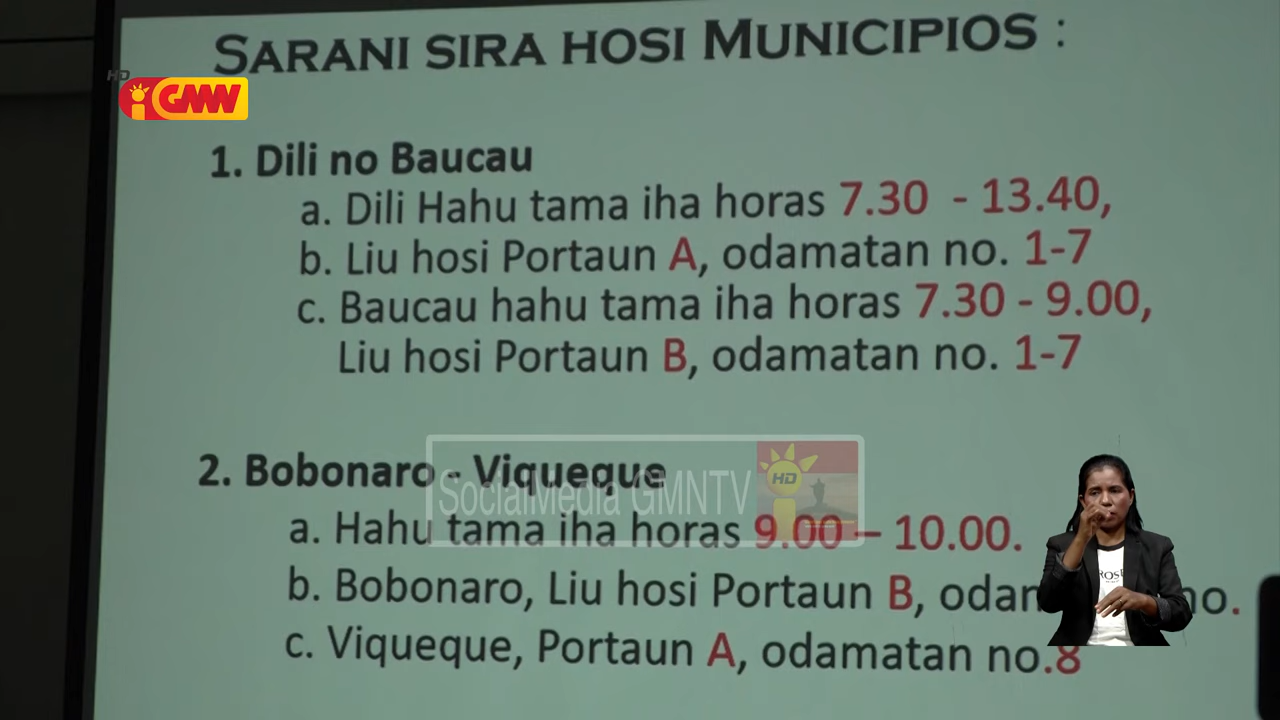 SARANI SIRA HOSI MUNICIPIOS :
HD
GMN
1. Dili no Baucau
a. Dili Hahu tama iha horas 7.30 - 13.40,
b. Liu hosi Portaun A, odamatan no. 1-7
c. Baucau hahu tama iha horas 7.30 - 9.00,
Liu hosi Portaun B, odamatan no. 1-7
2. Bobonaro - Viqueque
SocialMedia GMNTV HD
a. Hahu tama iha horas 9.00 – 10.00.
b. Bobonaro, Liu hosi Portaun B, no.
c. Viqueque, Portaun A, odamatan no.8